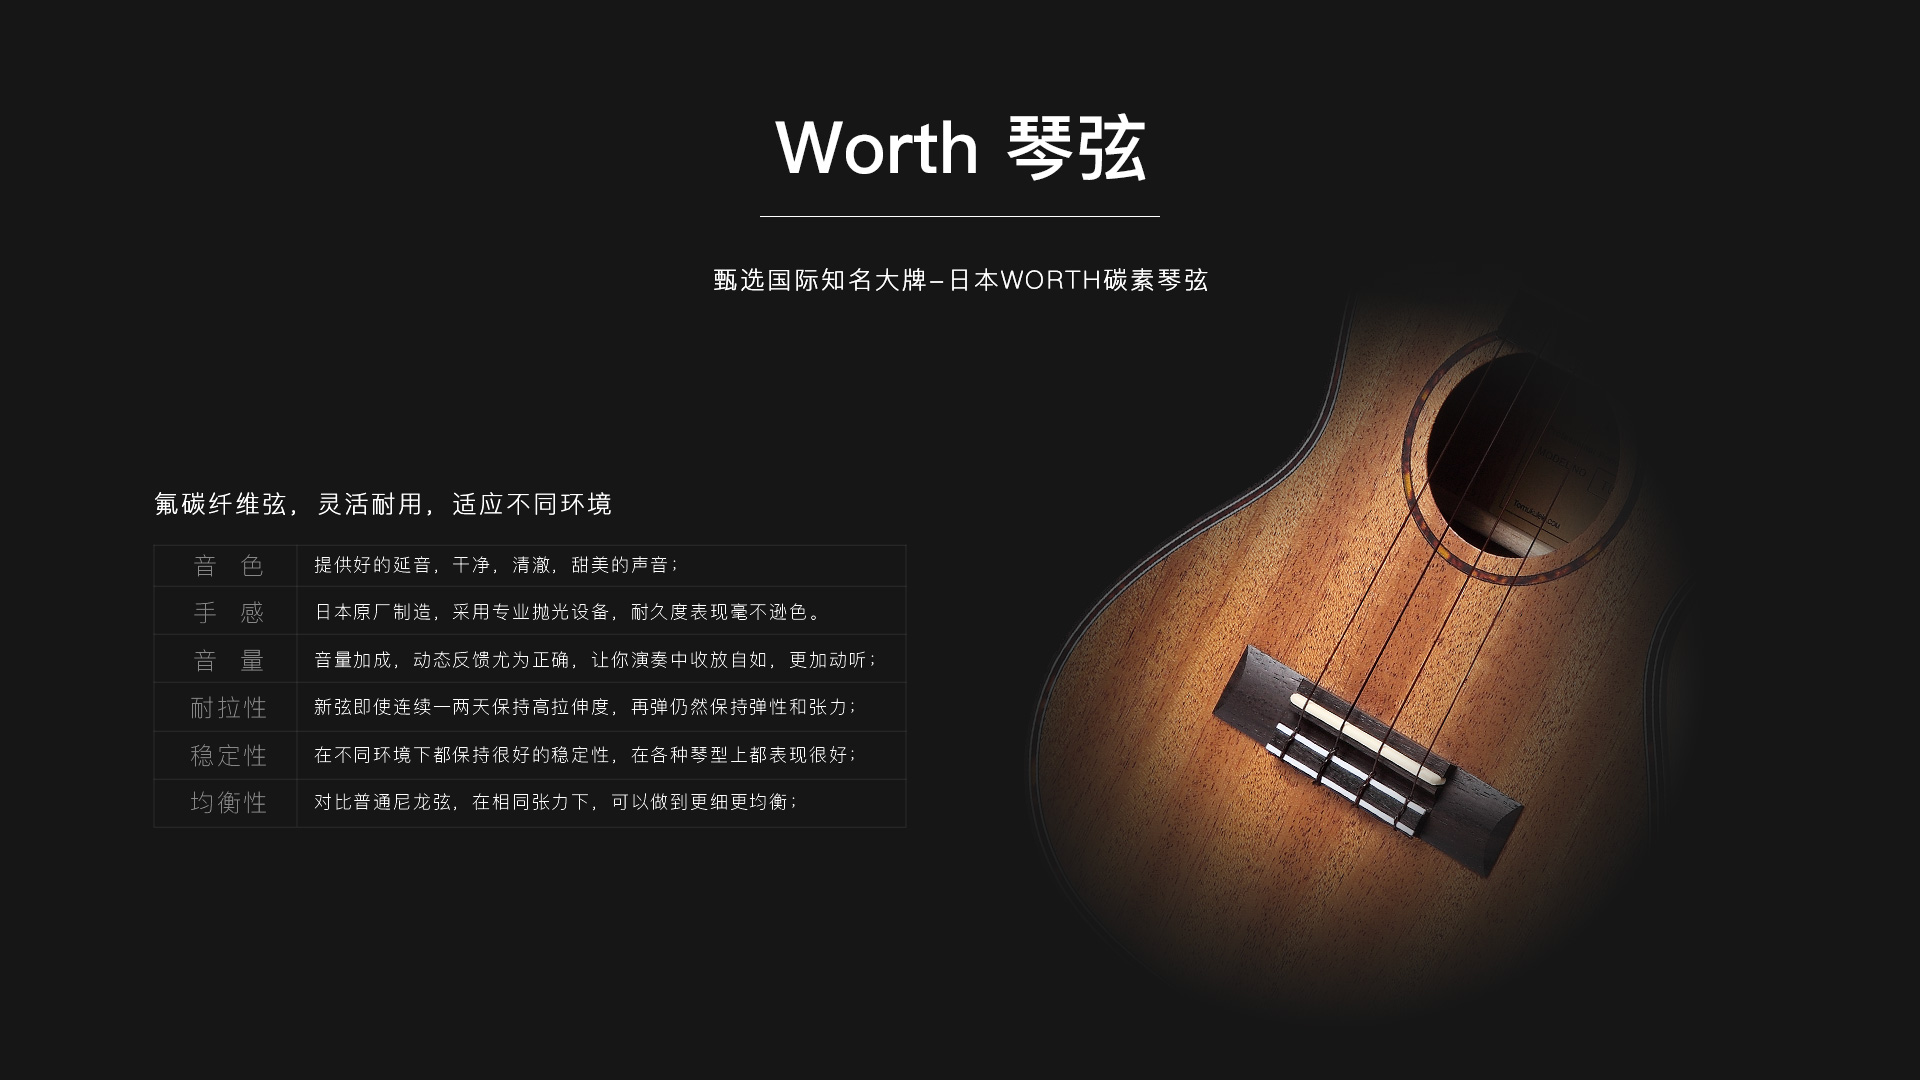 Worth 琴弦
甄选国际知名大牌–日本WORTH碳素琴弦
氟碳纤维弦，灵活耐用，适应不同环境
音 色 提供好的延音，干净，清澈，甜美的声音；
手 感 日本原厂制造，采用专业抛光设备，耐久度表现毫不逊色。
音 量 音量加成，动态反馈尤为正确，让你演奏中收放自如，更加动听；
耐拉性 新弦即使连续一两天保持高拉伸度，再弹仍然保持弹性和张力；
稳定性 在不同环境下都保持很好的稳定性，在各种琴型上都表现很好；
均衡性 对比普通尼龙弦，在相同张力下，可以做到更细更均衡；